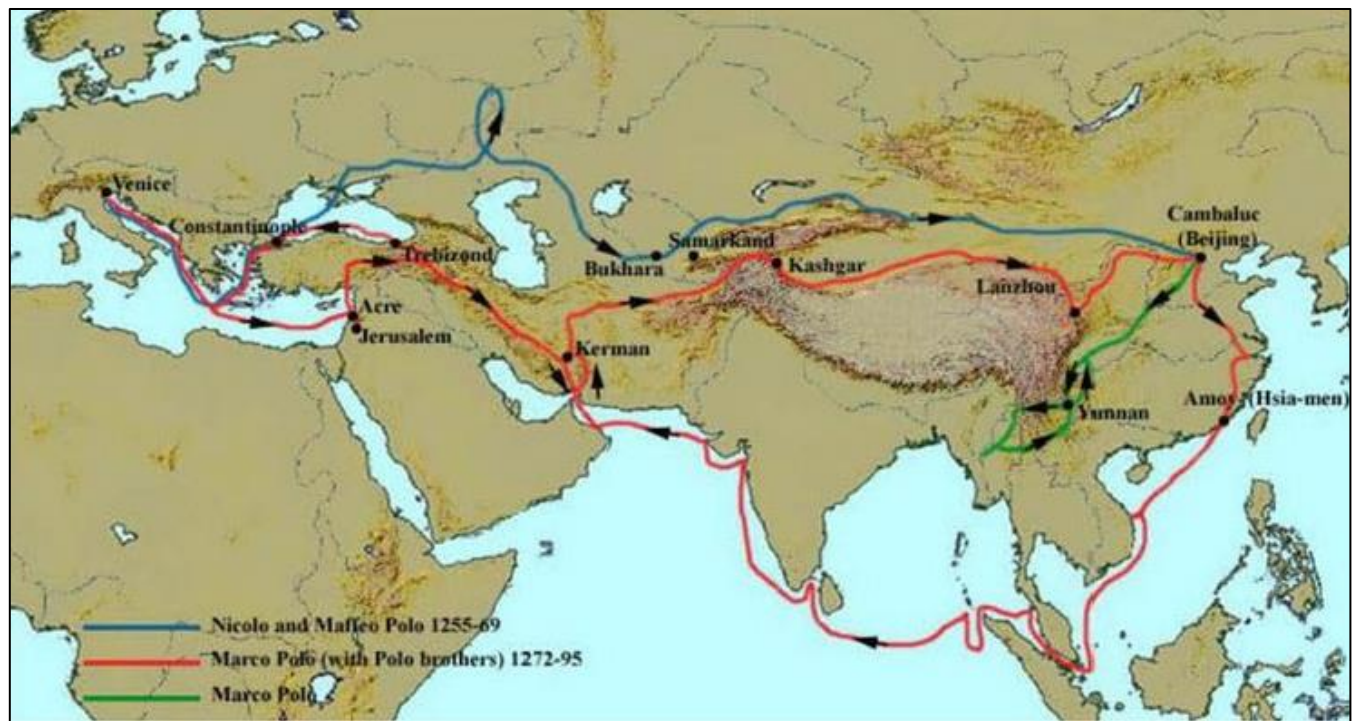 Venice
Constantinople
Trebizond
Acre
Jerusalem
Bukhara
Samarkand
Kashgar
Kerman
Lanzhou
Cambaluc
(Beijing)
Yunnan
Amoy (Hsia-men)
Nicolo and Maffeo Polo 1255-69
Marco Polo (with Polo brothers) 1272-95
Marco Polo